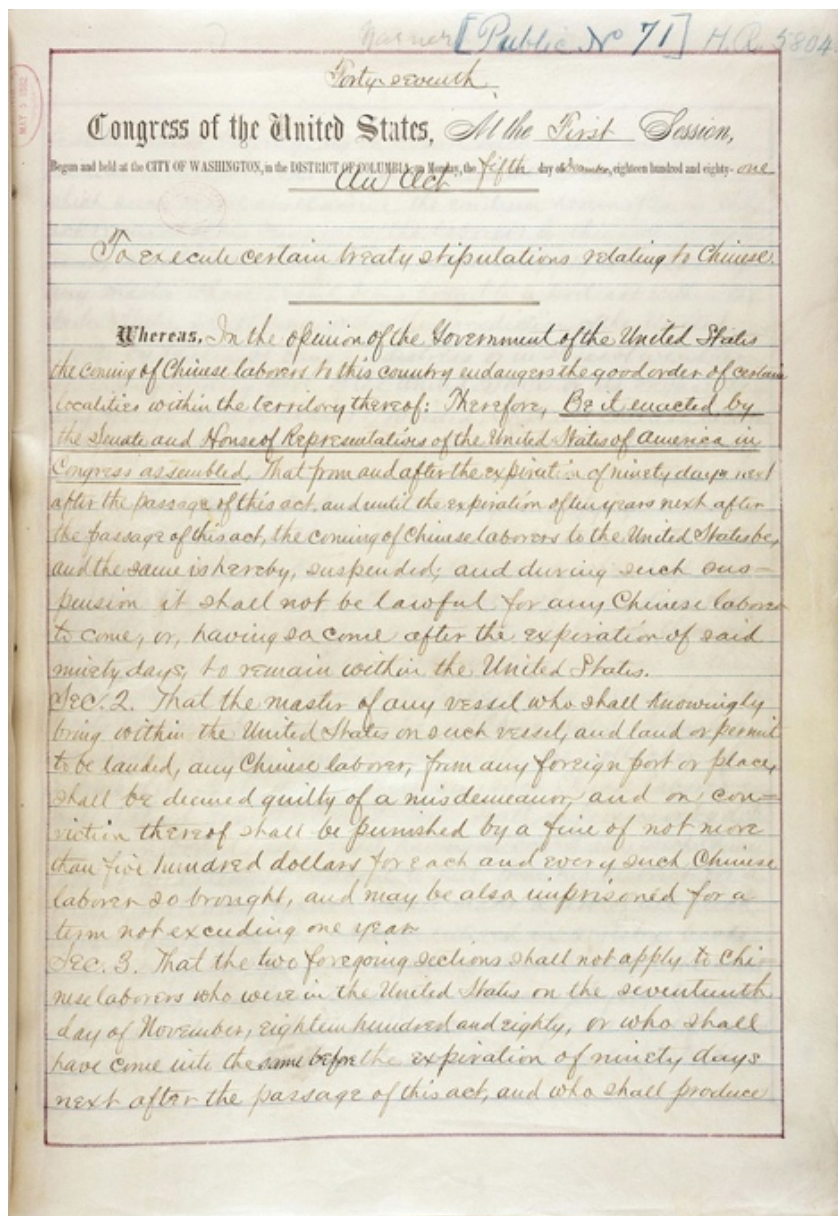 [Public No 71] H.R. 5804.
Forty-seventh
Congress of the United States, At the First Session,
Begun and held at the CITY OF WASHINGTON, in the DISTRICT OF COLUMBIA, on Monday, the fifth day of December, eighteen hundred and eighty-one
An Act
To execute certain treaty stipulations relating to Chinese.
Whereas, In the opinion of the Government of the United States
the coming of Chinese laborers to this country endangers the good order of certain
localities within the territory thereof: Therefore, Be it enacted by
the Senate and House of Representatives of the United States of America in
Congress assembled, That from and after the expiration of ninety days next
after the passage of this act, and until the expiration of ten years next after
the passage of this act, the coming of Chinese laborers to the United States be,
and the same is hereby, suspended; and during such sus-
pension it shall not be lawful for any Chinese laborer
to come, or, having so come after the expiration of said
ninety days, to remain within the United States.
SEC. 2. That the master of any vessel who shall knowingly
bring within the United States on such vessel, and land or permit
to be landed, any Chinese laborer, from any foreign port or place,
shall be deemed guilty of a misdemeanor, and on con-
viction thereof shall be punished by a fine of not more
than five hundred dollars for each and every such Chinese
laborer so brought, and may be also imprisoned for a
term not exceeding one year.
SEC. 3. That the two foregoing sections shall not apply to Chi-
nese laborers who were in the United States on the seventeenth
day of November, eighteen hundred and eighty, or who shall
have come into the same before the expiration of ninety days
next after the passage of this act, and who shall produce